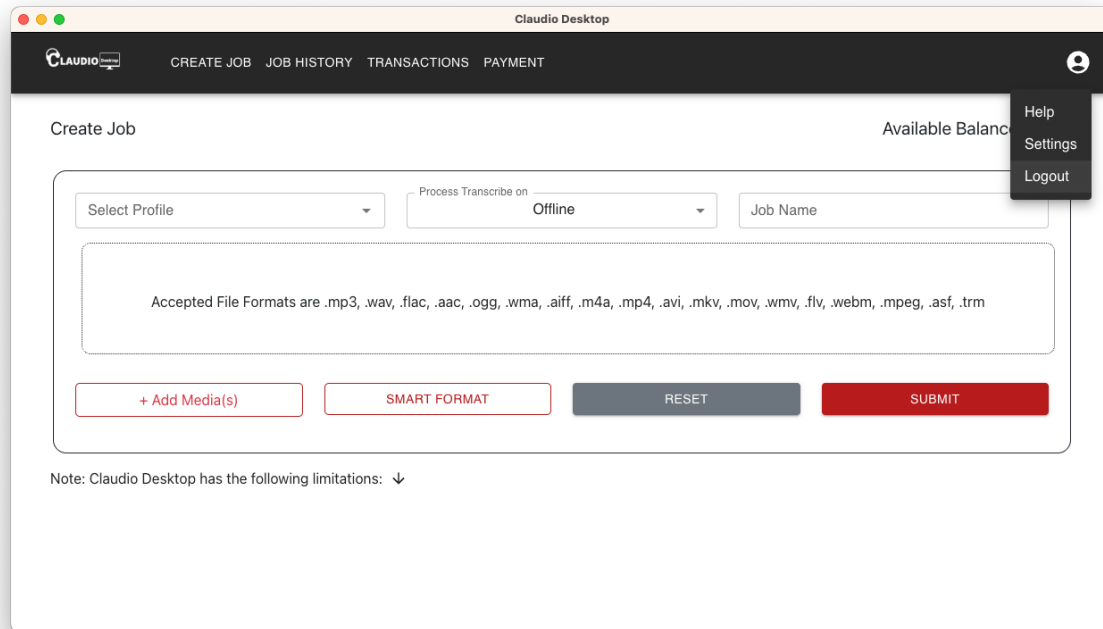 Claudio Desktop
CLAUDIO Desktop CREATE JOB JOB HISTORY TRANSACTIONS PAYMENT
Help
Settings
Logout
Create Job
Available Balanc
Select Profile
Process Transcribe on
Offline
Job Name
Accepted File Formats are .mp3, .wav, .flac, .aac, .ogg, .wma, .aiff, .m4a, .mp4, .avi, .mkv, .mov, .wmv, .flv, .webm, .mpeg, .asf, .trm
+ Add Media(s)
SMART FORMAT
RESET
SUBMIT
Note: Claudio Desktop has the following limitations: